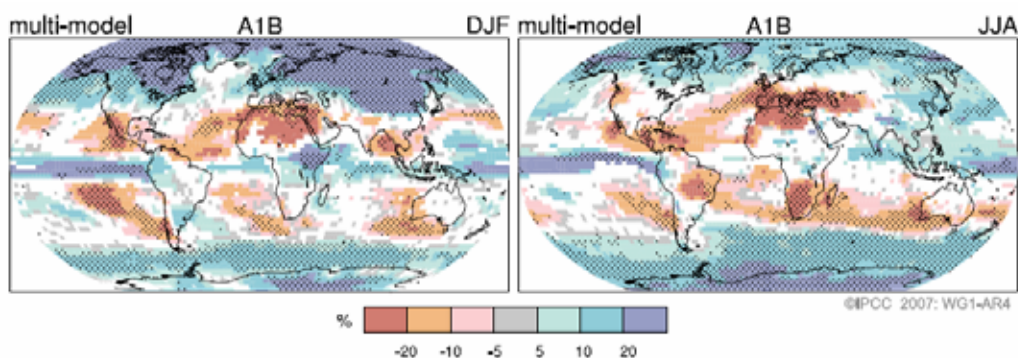 multi-model A1B DJF
multi-model A1B JJA
©IPCC 2007: WG1-AR4
%
-20 -10 -5 5 10 20